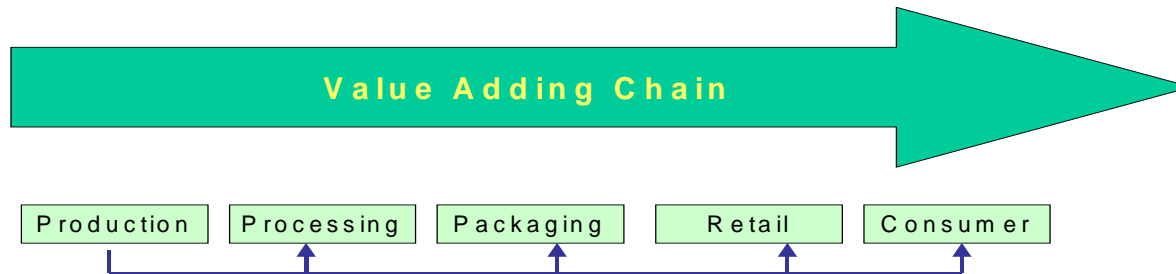 Value Adding Chain
Production Processing Packaging Retail Consumer